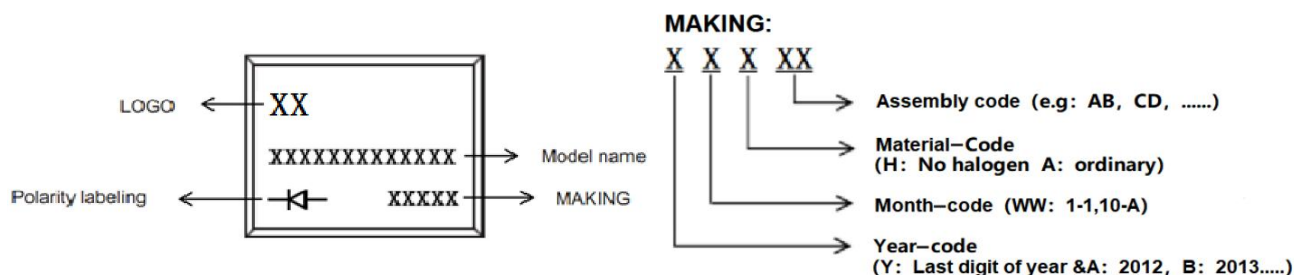 MAKING:
X X X XX
LOGO
XX
Assembly code (e.g: AB, CD, ......)
Material-Code
(H: No halogen A: ordinary)
XXXXXXXXXXXXX
Model name
Polarity labeling
XXXXX
MAKING
Month-code (WW: 1-1,10-A)
Year-code
(Y: Last digit of year &A: 2012, B: 2013.....)